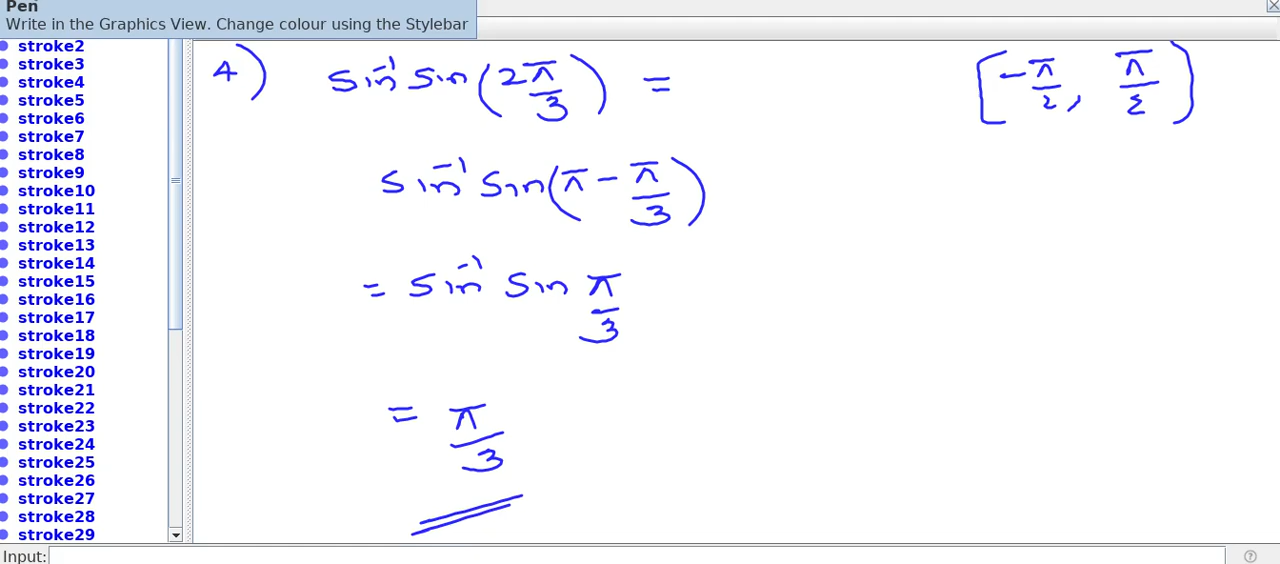 Pen
Write in the Graphics View. Change colour using the Stylebar
stroke2
stroke3
stroke4
stroke5
stroke6
stroke7
stroke8
stroke9
stroke10
stroke11
stroke12
stroke13
stroke14
stroke15
stroke16
stroke17
stroke18
stroke19
stroke20
stroke21
stroke22
stroke23
stroke24
stroke25
stroke26
stroke27
stroke28
stroke29
4) sin⁻¹ sin(2π/3) = [-π/2, π/2]
sin⁻¹ sin(π - π/3)
= sin⁻¹ sin π/3
= π/3
Input: